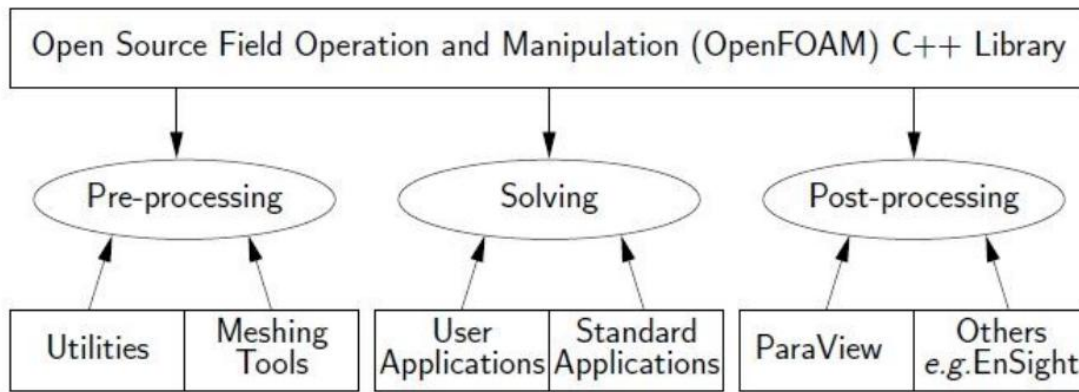 Open Source Field Operation and Manipulation (OpenFOAM) C++ Library
Pre-processing
Solving
Post-processing
Utilities
Meshing
Tools
User
Applications
Standard
Applications
ParaView
Others
e.g.EnSight